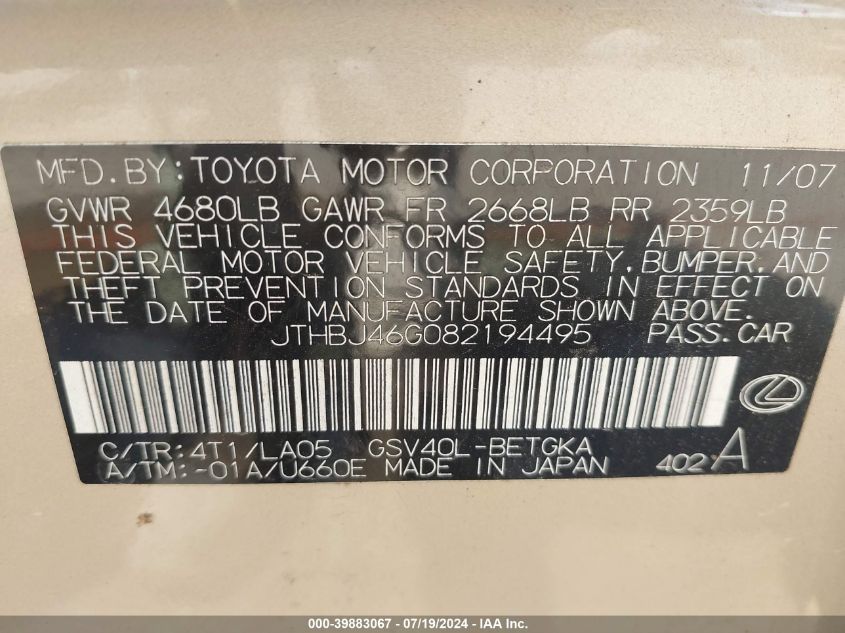 MFD.BY:TOYOTA MOTOR CORPORATION 11/07
GVWR 4680LB GAWR FR 2668LB RR 2359LB
THIS VEHICLE CONFORMS TO ALL APPLICABLE
FEDERAL MOTOR VEHICLE SAFETY,BUMPER,AND
THEFT PREVENTION STANDARDS IN EFFECT ON
THE DATE OF MANUFACTURE SHOWN ABOVE.
JTHBJ46G082194495 PASS.CAR
C/TR:4T1/LA05 GSV40L-BETGKA
A/TM:-01A/U660E MADE IN JAPAN 402 A
000-39883067 / 07/19/2024 - IAA Inc.